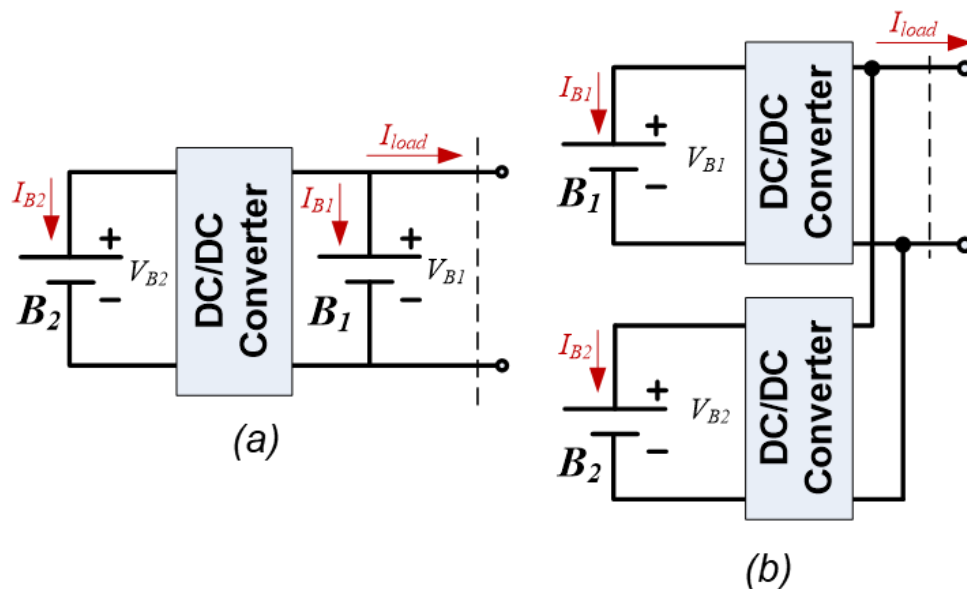 I_B2
V_B2
B_2
+
−
DC/DC
Converter
I_load
I_B1
V_B1
B_1
+
−
(a)
I_B1
V_B1
B_1
+
−
DC/DC
Converter
I_load
I_B2
V_B2
B_2
+
−
DC/DC
Converter
(b)